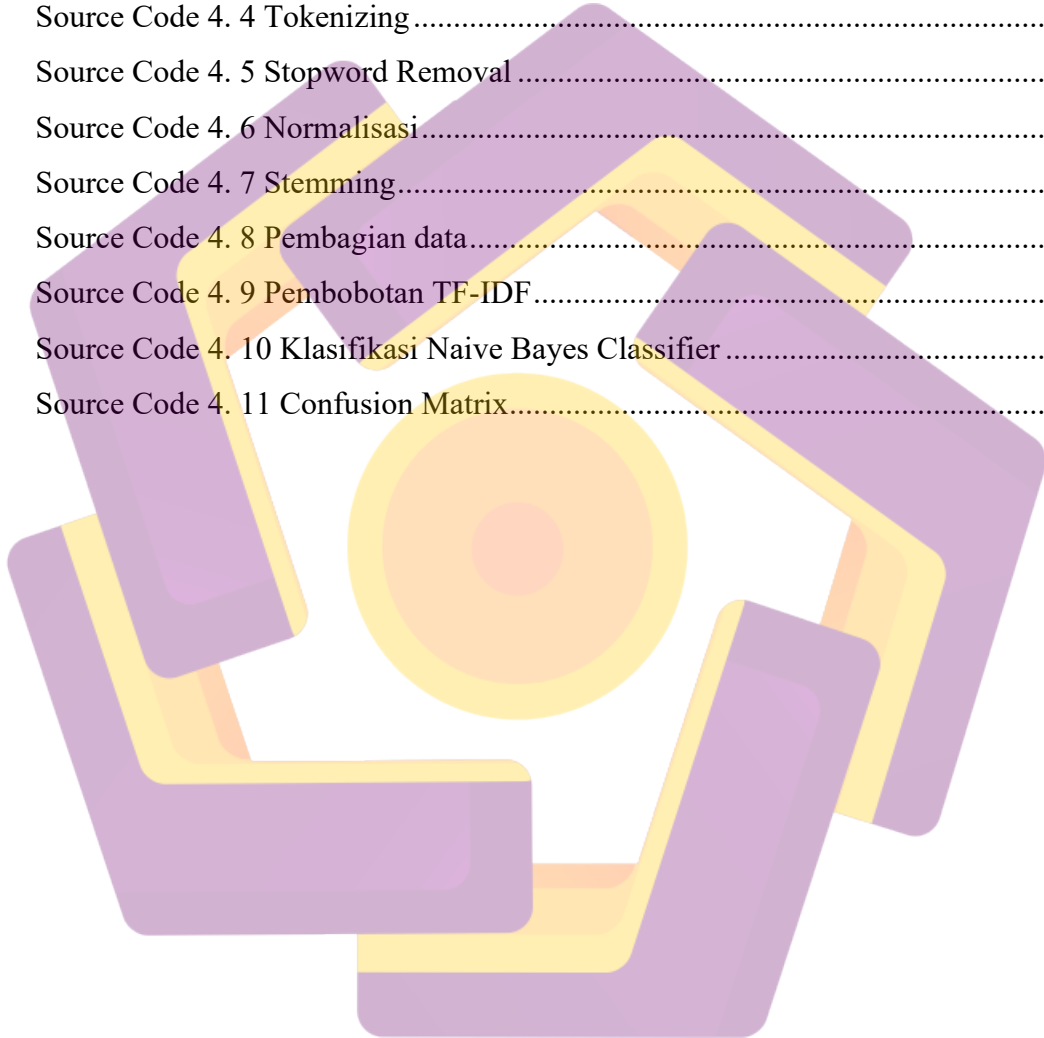 Source Code 4. 4 Tokenizing..........................................................................
Source Code 4. 5 Stopword Removal..............................................................
Source Code 4. 6 Normalisasi..........................................................................
Source Code 4. 7 Stemming.............................................................................
Source Code 4. 8 Pembagian data....................................................................
Source Code 4. 9 Pembobotan TF-IDF............................................................
Source Code 4. 10 Klasifikasi Naive Bayes Classifier.....................................
Source Code 4. 11 Confusion Matrix...............................................................